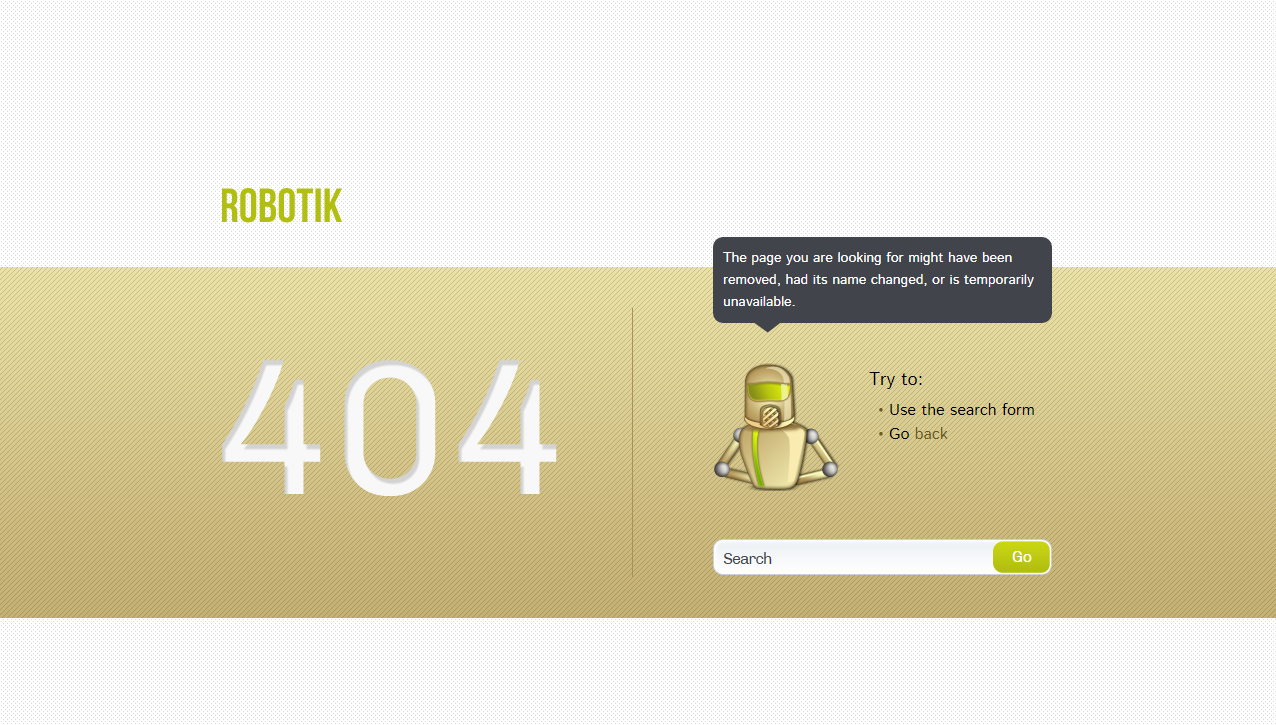 ROBOTIK
The page you are looking for might have been
removed, had its name changed, or is temporarily
unavailable.
404
Try to:
• Use the search form
• Go back
Search
Go